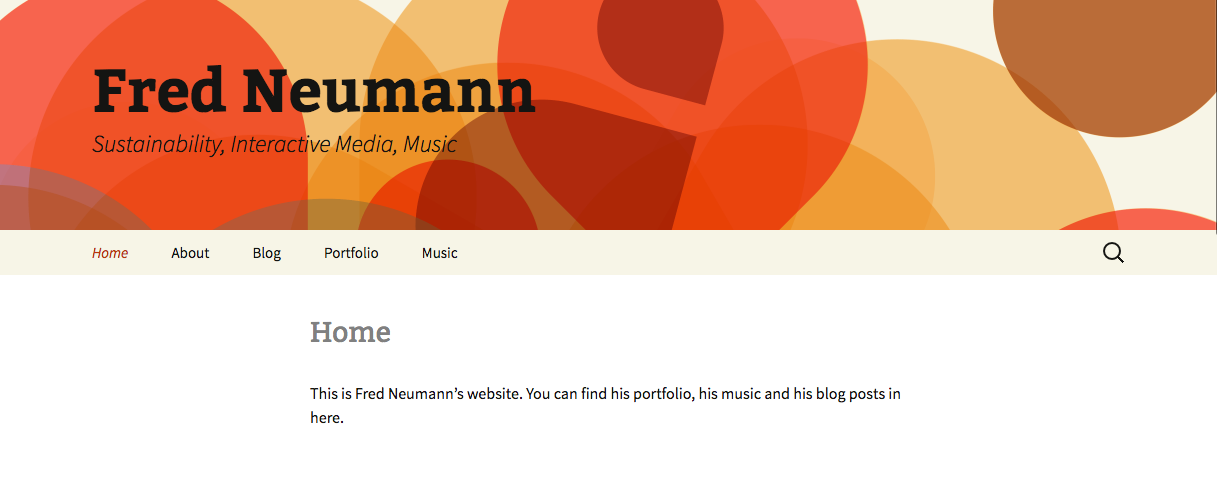 Fred Neumann
Sustainability, Interactive Media, Music
Home About Blog Portfolio Music
Home
This is Fred Neumann’s website. You can find his portfolio, his music and his blog posts in
here.